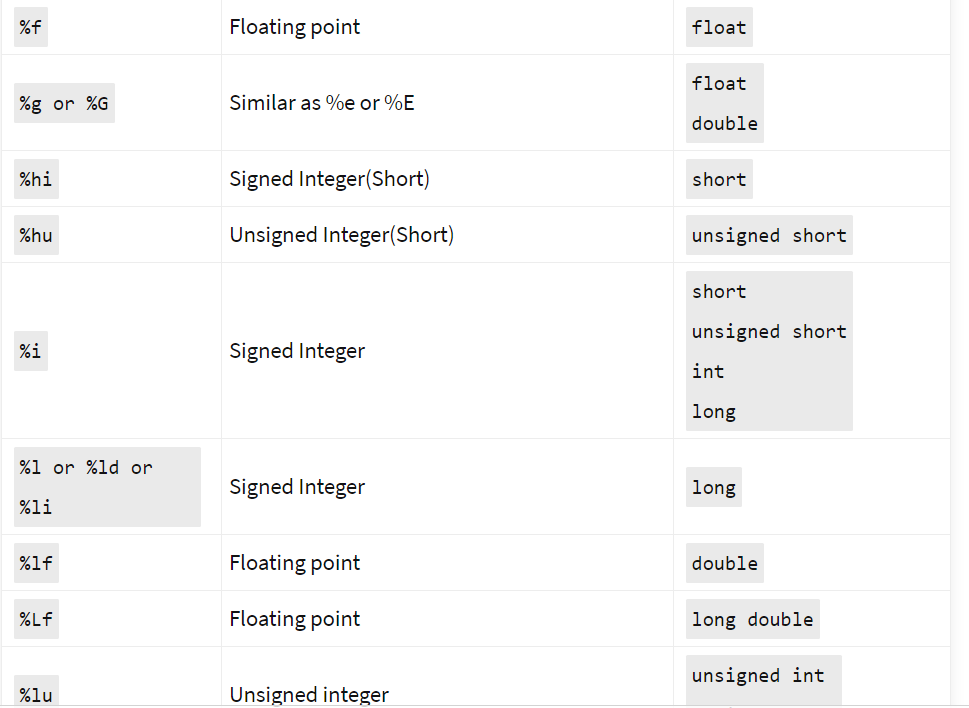 %f Floating point float
%g or %G Similar as %e or %E float
double
%hi Signed Integer(Short) short
%hu Unsigned Integer(Short) unsigned short
%i Signed Integer short
unsigned short
int
long
%l or %ld or
%li Signed Integer long
%lf Floating point double
%Lf Floating point long double
%lu Unsigned integer unsigned int